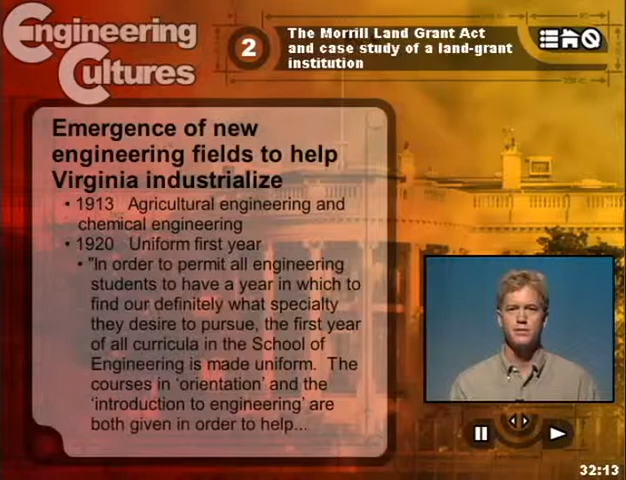 Engineering
Cultures
2
The Morrill Land Grant Act
and case study of a land-grant
institution
Emergence of new
engineering fields to help
Virginia industrialize
• 1913 Agricultural engineering and
chemical engineering
• 1920 Uniform first year
• "In order to permit all engineering
students to have a year in which to
find our definitely what specialty
they desire to pursue, the first year
of all curricula in the School of
Engineering is made uniform. The
courses in 'orientation' and the
'introduction to engineering' are
both given in order to help...
32:13